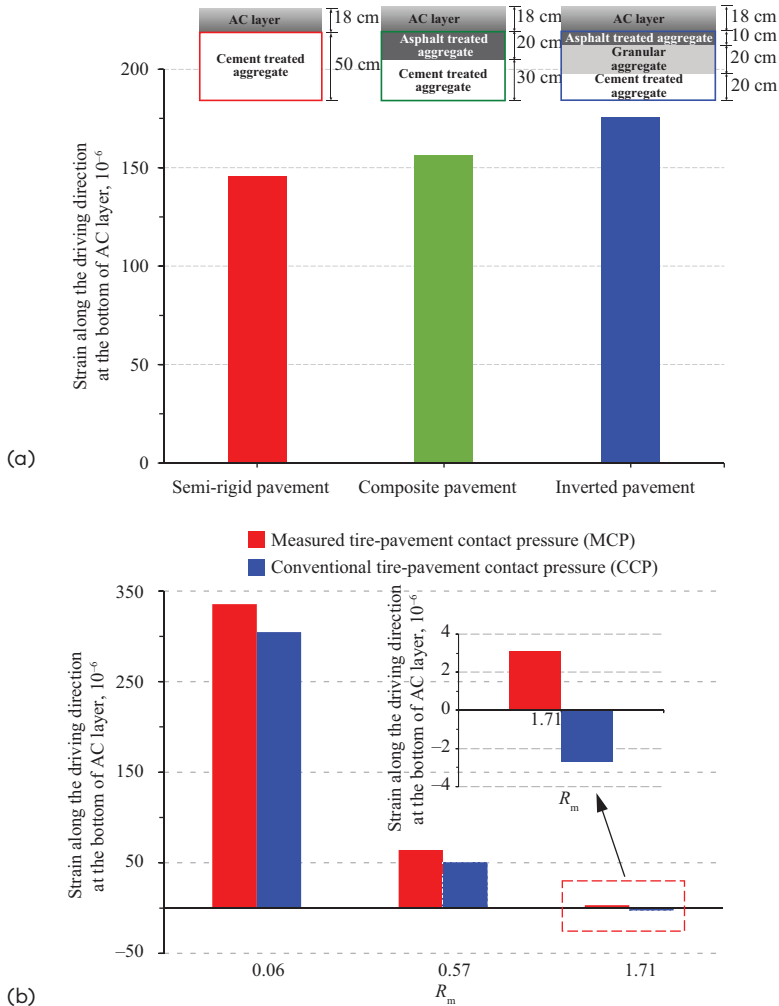 AC layer
18 cm
Cement treated
aggregate
50 cm
AC layer
18 cm
Asphalt treated
aggregate
20 cm
Cement treated
aggregate
30 cm
AC layer
18 cm
Asphalt treated aggregate
10 cm
Granular
aggregate
20 cm
Cement treated
aggregate
20 cm
Strain along the driving direction
at the bottom of AC layer, 10⁻⁶
200
150
100
50
0
Semi-rigid pavement
Composite pavement
Inverted pavement
(a)
Measured tire-pavement contact pressure (MCP)
Conventional tire-pavement contact pressure (CCP)
Strain along the driving direction
at the bottom of AC layer, 10⁻⁶
350
250
150
50
–50
0.06
0.57
1.71
Rₘ
Strain along the driving direction
at the bottom of AC layer, 10⁻⁶
4
2
0
–2
–4
1.71
Rₘ
(b)